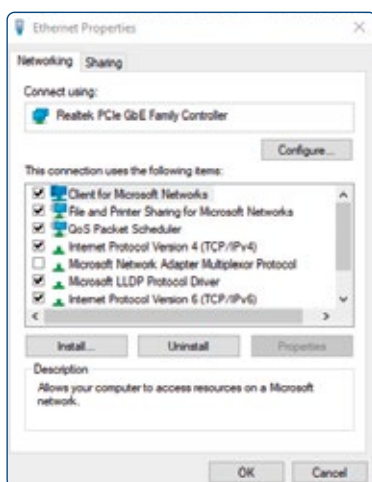 Ethernet Properties
Networking
Sharing
Connect using:
Realtek PCIe GbE Family Controller
Configure...
This connection uses the following items:
Client for Microsoft Networks
File and Printer Sharing for Microsoft Networks
QoS Packet Scheduler
Internet Protocol Version 4 (TCP/IPv4)
Microsoft Network Adapter Multiplexor Protocol
Microsoft LLDP Protocol Driver
Internet Protocol Version 6 (TCP/IPv6)
Install...
Uninstall
Properties
Description
Allows your computer to access resources on a Microsoft
network.
OK
Cancel